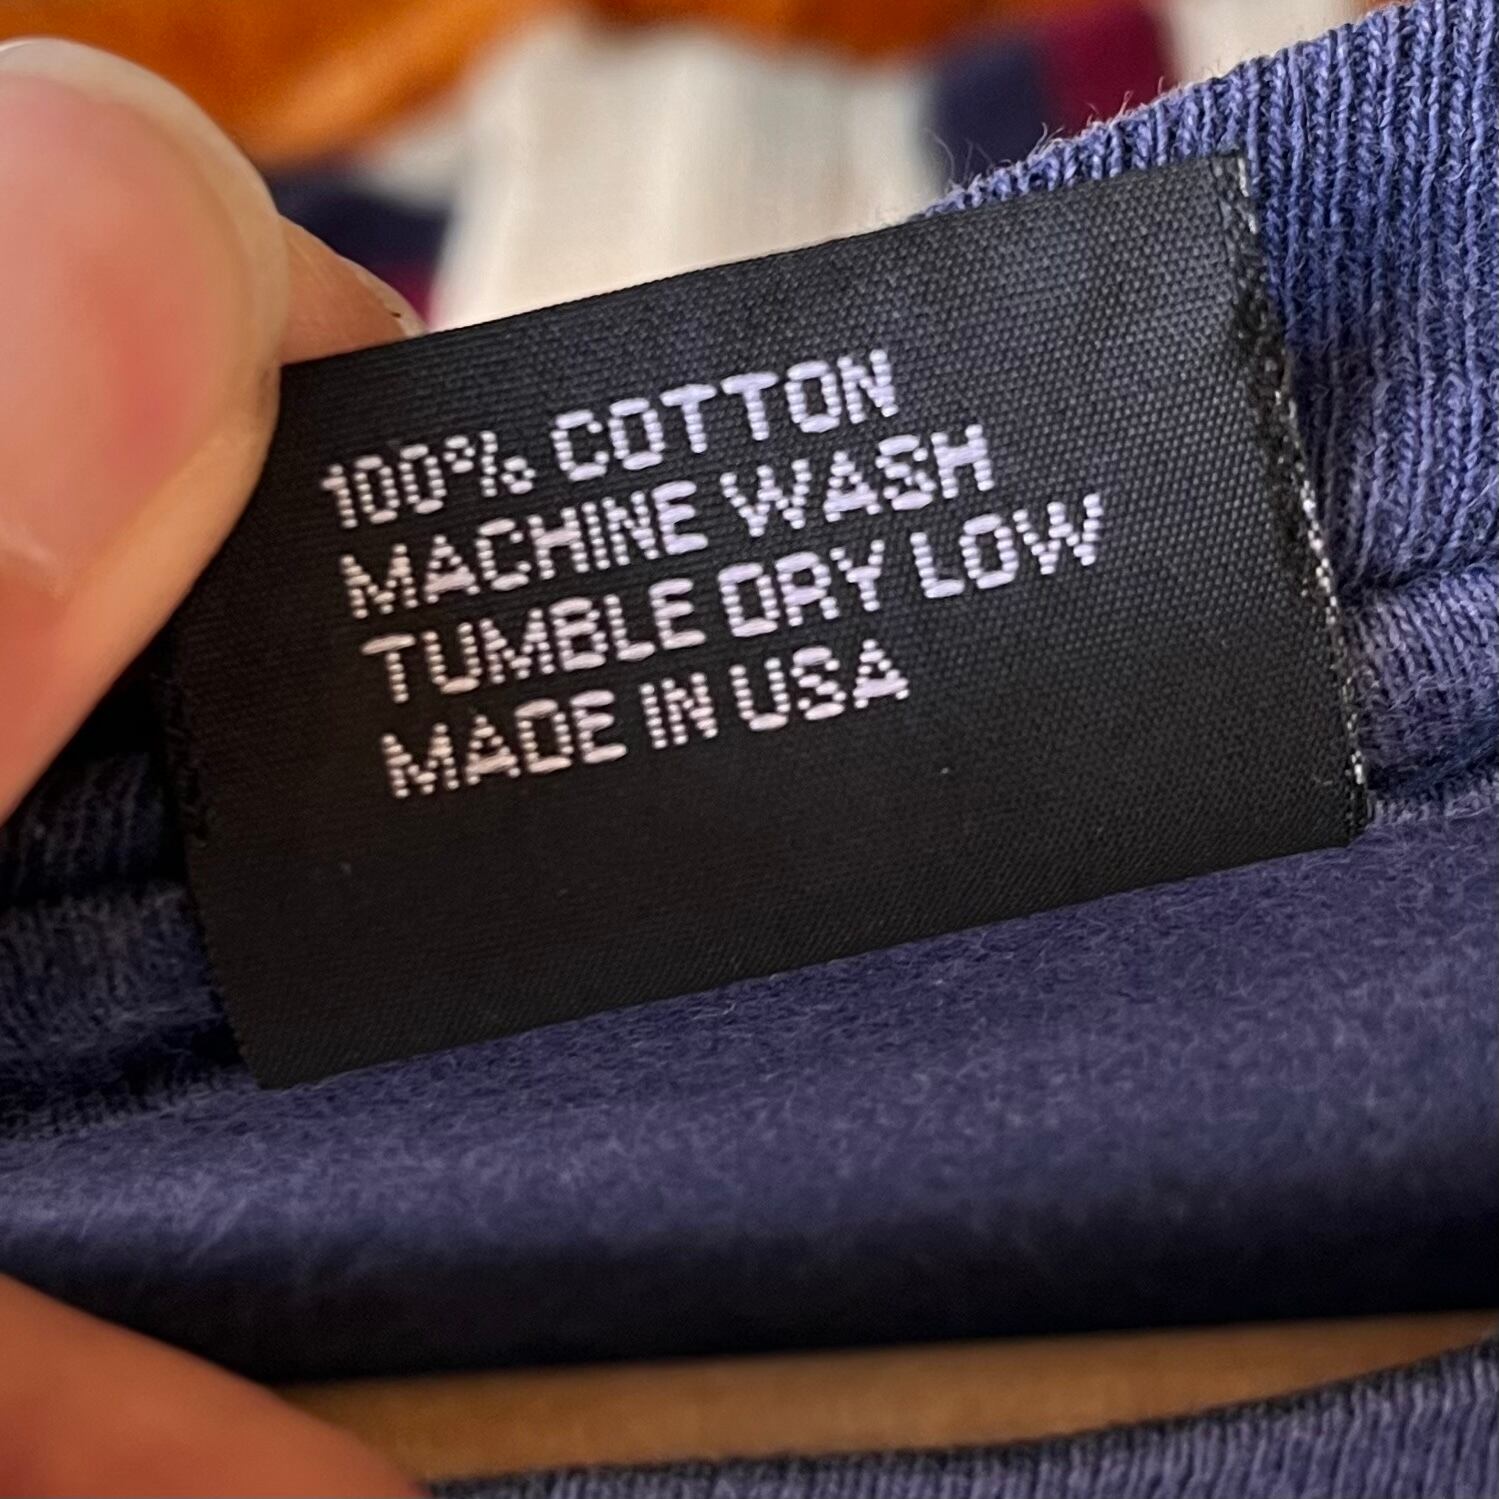 100% COTTON
MACHINE WASH
TUMBLE DRY LOW
MADE IN USA